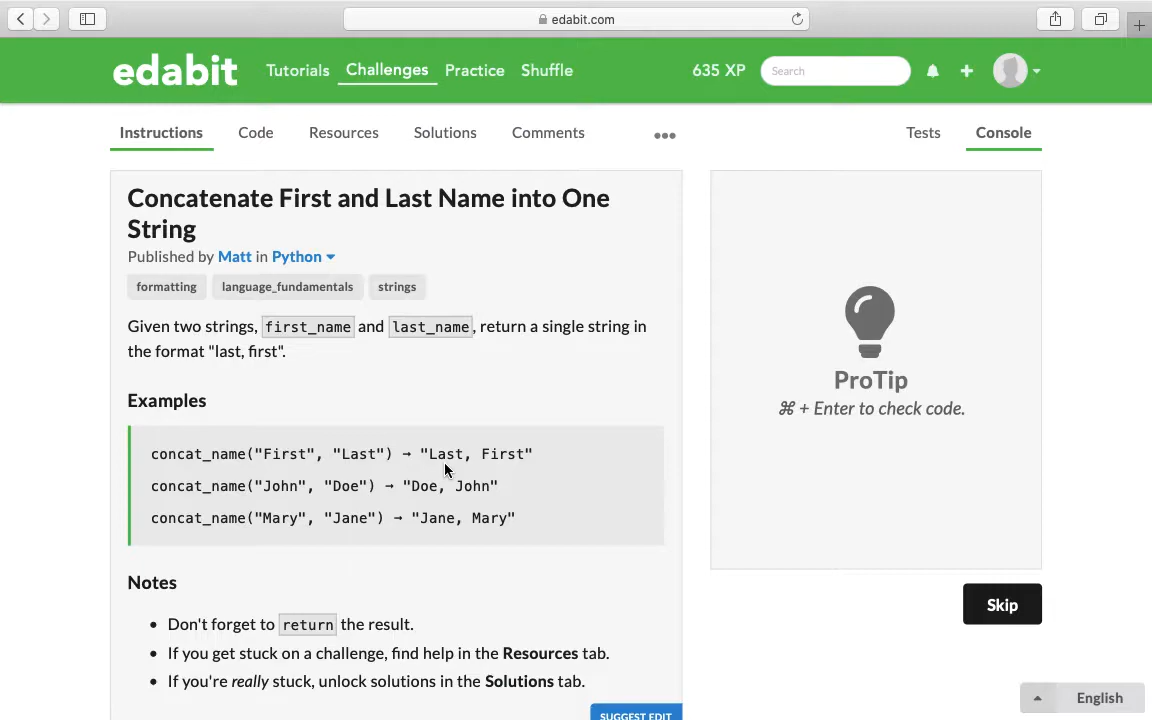 edabit.com
edabit Tutorials Challenges Practice Shuffle 635 XP Search
Instructions Code Resources Solutions Comments Tests Console
Concatenate First and Last Name into One
String
Published by Matt in Python
formatting language_fundamentals strings
Given two strings, first_name and last_name, return a single string in
the format "last, first".
Examples
concat_name("First", "Last") → "Last, First"
concat_name("John", "Doe") → "Doe, John"
concat_name("Mary", "Jane") → "Jane, Mary"
Notes
• Don't forget to return the result.
• If you get stuck on a challenge, find help in the Resources tab.
• If you're really stuck, unlock solutions in the Solutions tab.
SUGGEST EDIT
ProTip
⌘ + Enter to check code.
Skip
English